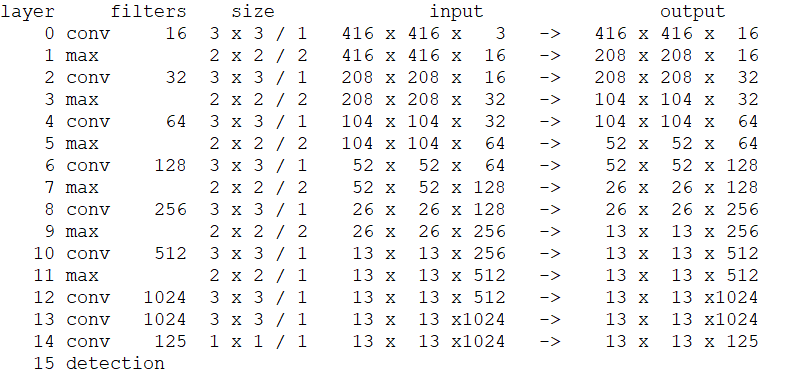 layer     filters    size              input                output
    0 conv     16  3 x 3 / 1   416 x 416 x   3   ->   416 x 416 x  16
    1 max          2 x 2 / 2   416 x 416 x  16   ->   208 x 208 x  16
    2 conv     32  3 x 3 / 1   208 x 208 x  16   ->   208 x 208 x  32
    3 max          2 x 2 / 2   208 x 208 x  32   ->   104 x 104 x  32
    4 conv     64  3 x 3 / 1   104 x 104 x  32   ->   104 x 104 x  64
    5 max          2 x 2 / 2   104 x 104 x  64   ->    52 x  52 x  64
    6 conv    128  3 x 3 / 1    52 x  52 x  64   ->    52 x  52 x 128
    7 max          2 x 2 / 2    52 x  52 x 128   ->    26 x  26 x 128
    8 conv    256  3 x 3 / 1    26 x  26 x 128   ->    26 x  26 x 256
    9 max          2 x 2 / 2    26 x  26 x 256   ->    13 x  13 x 256
   10 conv    512  3 x 3 / 1    13 x  13 x 256   ->    13 x  13 x 512
   11 max          2 x 2 / 1    13 x  13 x 512   ->    13 x  13 x 512
   12 conv   1024  3 x 3 / 1    13 x  13 x 512   ->    13 x  13 x1024
   13 conv   1024  3 x 3 / 1    13 x  13 x1024   ->    13 x  13 x1024
   14 conv    125  1 x 1 / 1    13 x  13 x1024   ->    13 x  13 x 125
   15 detection